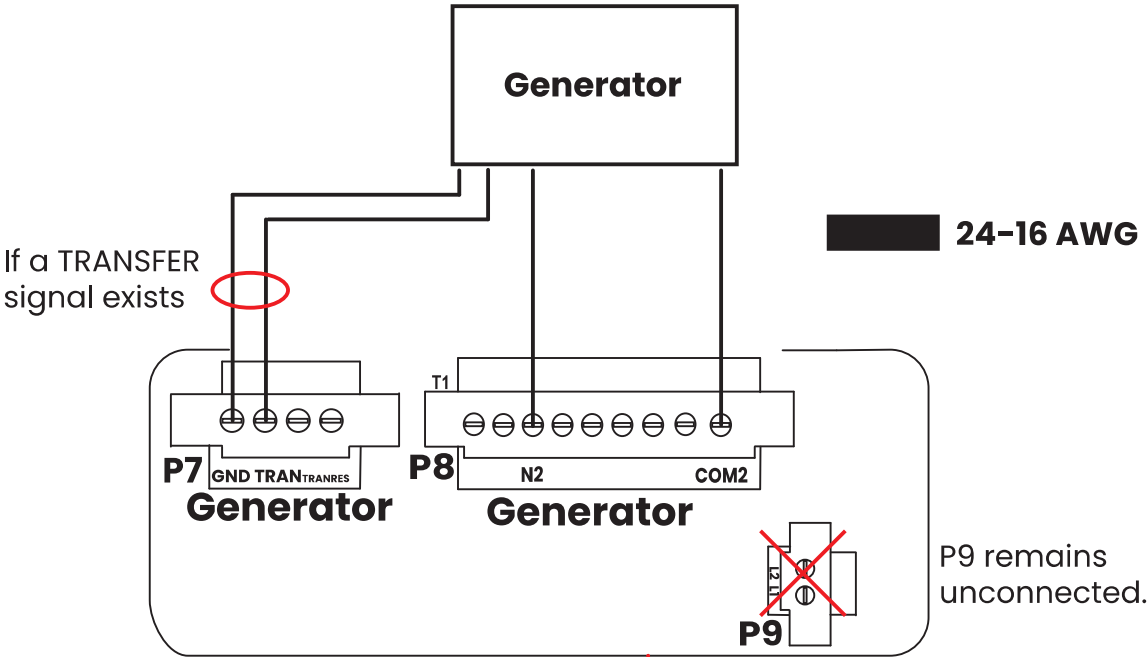 Generator
24-16 AWG
If a TRANSFER
signal exists
T1
P7
GND TRAN TRANRES
Generator
P8
N2
COM2
Generator
L2 L1
P9
P9 remains
unconnected.